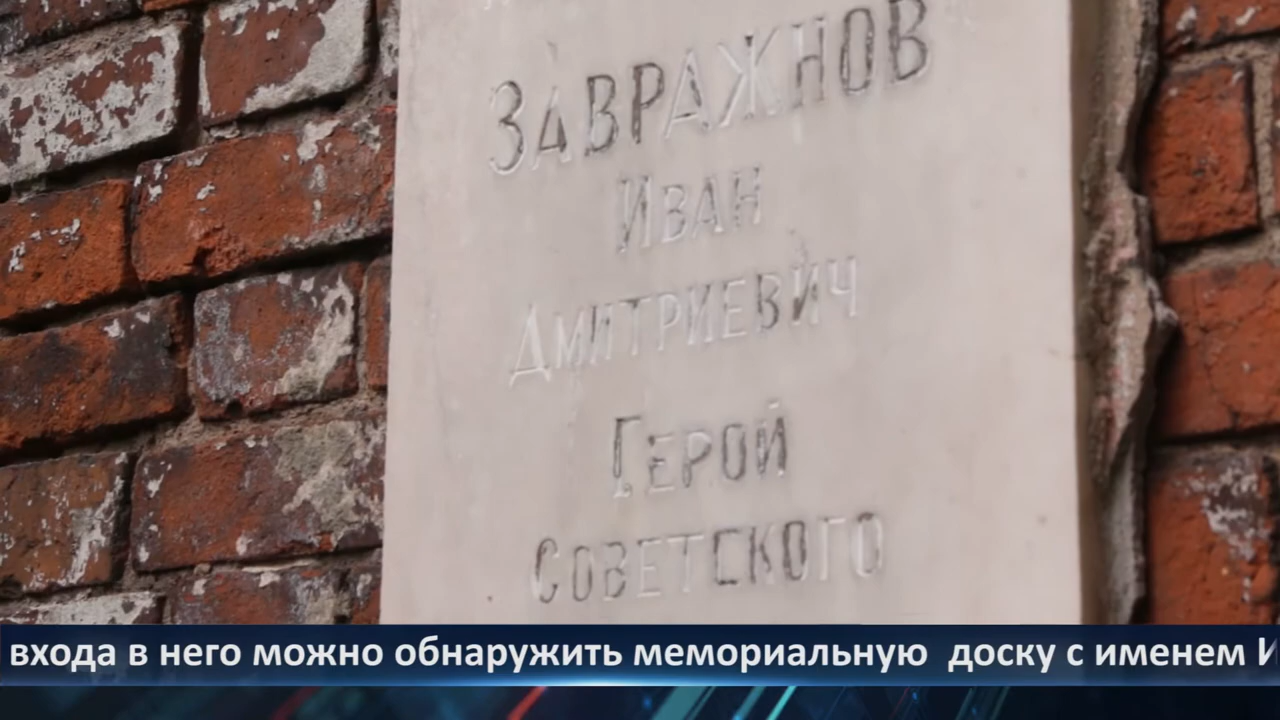 ЗАВРАЖНОВ
ИВАН
ДМИТРИЕВИЧ
ГЕРОЙ
СОВЕТСКОГО
входа в него можно обнаружить мемориальную доску с именем И